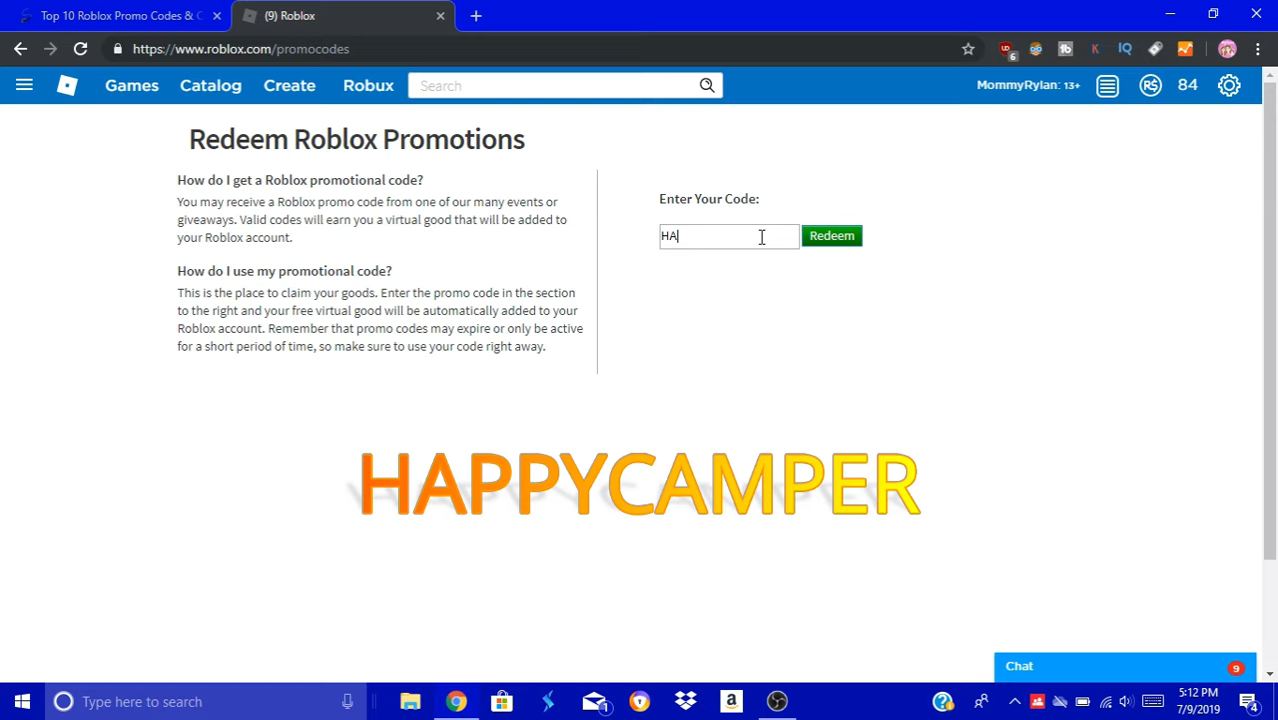 Top 10 Roblox Promo Codes & C
(9) Roblox
https://www.roblox.com/promocodes
6
Games
Catalog
Create
Robux
Search
MommyRylan: 13+
84
Redeem Roblox Promotions
How do I get a Roblox promotional code?
You may receive a Roblox promo code from one of our many events or
giveaways. Valid codes will earn you a virtual good that will be added to
your Roblox account.
How do I use my promotional code?
This is the place to claim your goods. Enter the promo code in the section
to the right and your free virtual good will be automatically added to your
Roblox account. Remember that promo codes may expire or only be active
for a short period of time, so make sure to use your code right away.
Enter Your Code:
HA
Redeem
HAPPYCAMPER
Chat
9
Type here to search
1
5:12 PM
7/9/2019
4